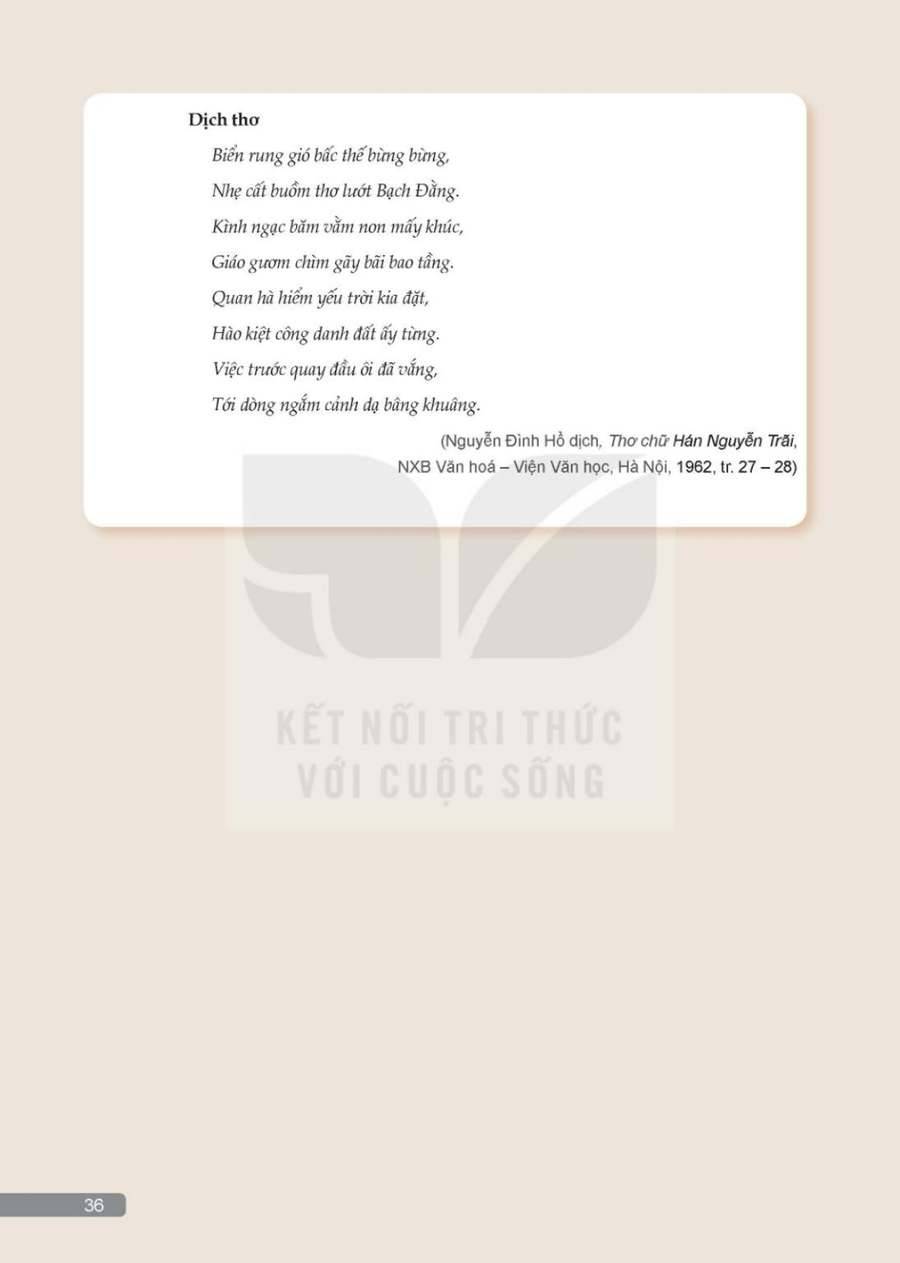 Dịch thơ
Biển rung gió bấc thế bừng bừng,
Nhẹ cất buồm thơ lướt Bạch Đằng.
Kình ngạc băm vằm non mấy khúc,
Giáo gươm chìm gãy bãi bao tầng.
Quan hà hiểm yếu trời kia đặt,
Hào kiệt công danh đất ấy từng.
Việc trước quay đầu ôi đã vắng,
Tới dòng ngắm cảnh dạ bâng khuâng.
(Nguyễn Đình Hồ dịch, Thơ chữ Hán Nguyễn Trãi,
NXB Văn hoá – Viện Văn học, Hà Nội, 1962, tr. 27 – 28)
KẾT NỐI TRI THỨC
VỚI CUỘC SỐNG
36